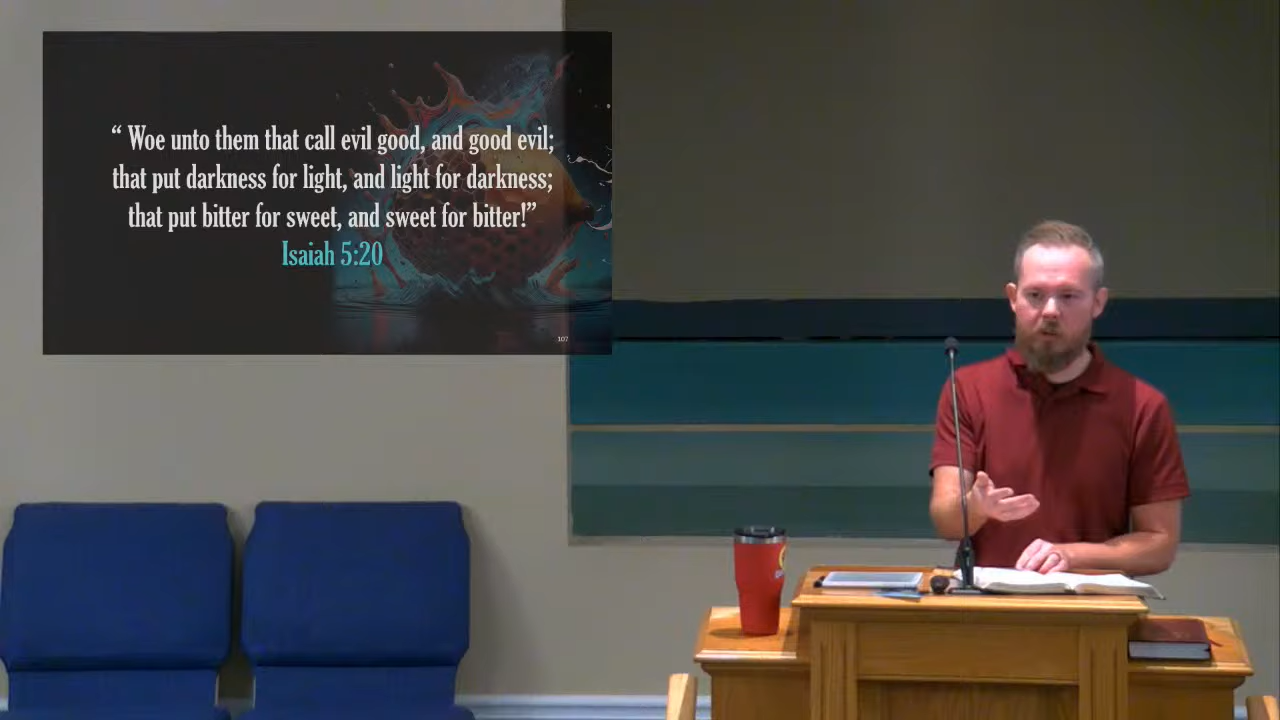 “ Woe unto them that call evil good, and good evil;
that put darkness for light, and light for darkness;
that put bitter for sweet, and sweet for bitter!”
Isaiah 5:20
107